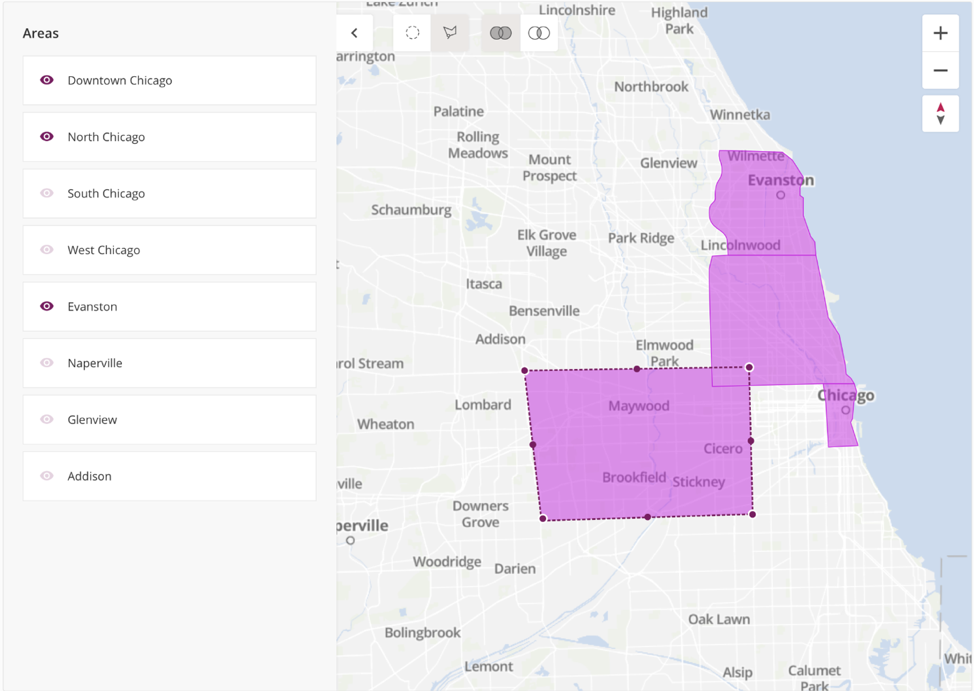 Areas
Downtown Chicago
North Chicago
South Chicago
West Chicago
Evanston
Naperville
Glenview
Addison
Lincolnshire
Highland
Park
arrington
Northbrook
Palatine
Winnetka
Rolling
Meadows
Mount
Prospect
Glenview
Wilmette
Evanston
Schaumburg
Elk Grove
Village
Park Ridge
Lincolnwood
Itasca
Bensenville
Addison
Elmwood
Park
rol Stream
Lombard
Maywood
Chicago
Wheaton
Cicero
Brookfield
Stickney
ville
Downers
Grove
perville
Woodridge
Darien
Oak Lawn
Bolingbrook
Lemont
Alsip
Calumet
Park
Whit